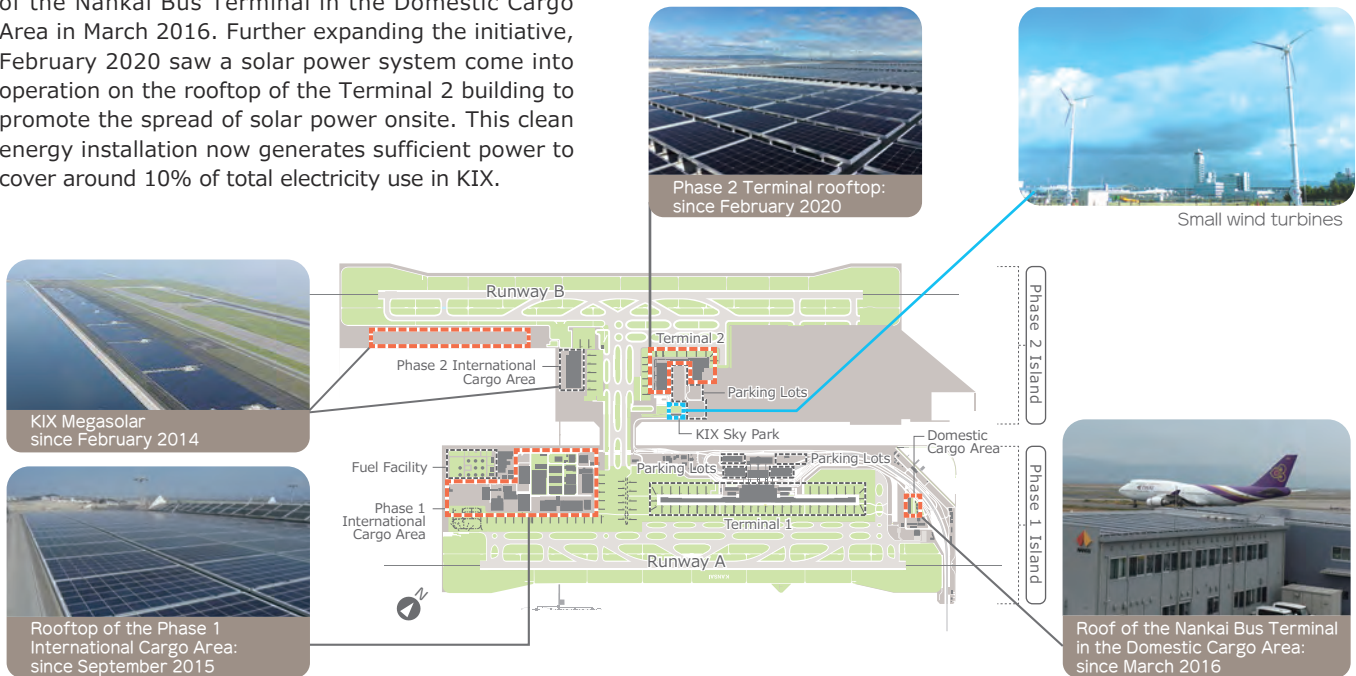 of the Nankai Bus Terminal in the Domestic Cargo
Area in March 2016. Further expanding the initiative,
February 2020 saw a solar power system come into
operation on the rooftop of the Terminal 2 building to
promote the spread of solar power onsite. This clean
energy installation now generates sufficient power to
cover around 10% of total electricity use in KIX.
Phase 2 Terminal rooftop:
since February 2020
Small wind turbines
KIX Megasolar
since February 2014
Rooftop of the Phase 1
International Cargo Area:
since September 2015
Runway B
Terminal 2
Phase 2 International
Cargo Area
Parking Lots
KIX Sky Park
Domestic
Cargo Area
Fuel Facility
Parking Lots
Parking Lots
Phase 1
International
Cargo Area
Terminal 1
Runway A
N
Phase 2 Island
Phase 1 Island
Roof of the Nankai Bus Terminal
in the Domestic Cargo Area:
since March 2016